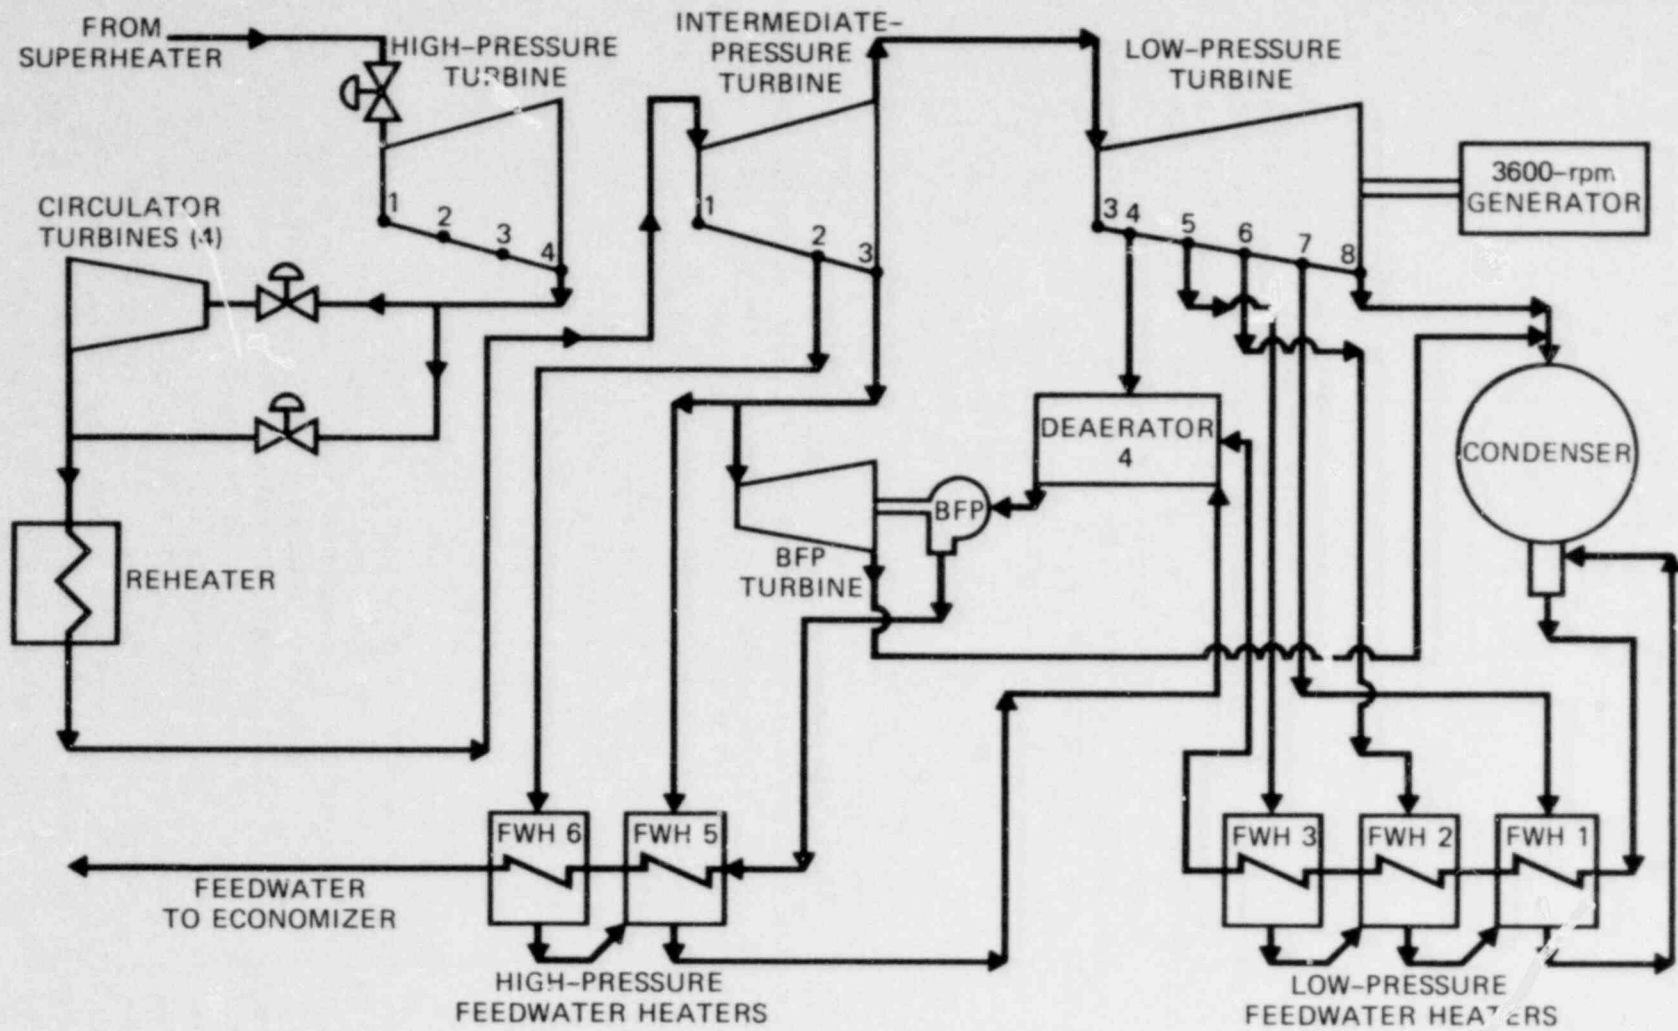 FROM
SUPERHEATER
HIGH-PRESSURE
TURBINE
INTERMEDIATE-
PRESSURE
TURBINE
LOW-PRESSURE
TURBINE
3600-rpm
GENERATOR
CIRCULATOR
TURBINES (4)
1
2
3
4
1
2
3
3
4
5
6
7
8
DEAERATOR
4
CONDENSER
BFP
BFP
TURBINE
REHEATER
FWH 6
FWH 5
FWH 3
FWH 2
FWH 1
FEEDWATER
TO ECONOMIZER
HIGH-PRESSURE
FEEDWATER HEATERS
LOW-PRESSURE
FEEDWATER HEATERS